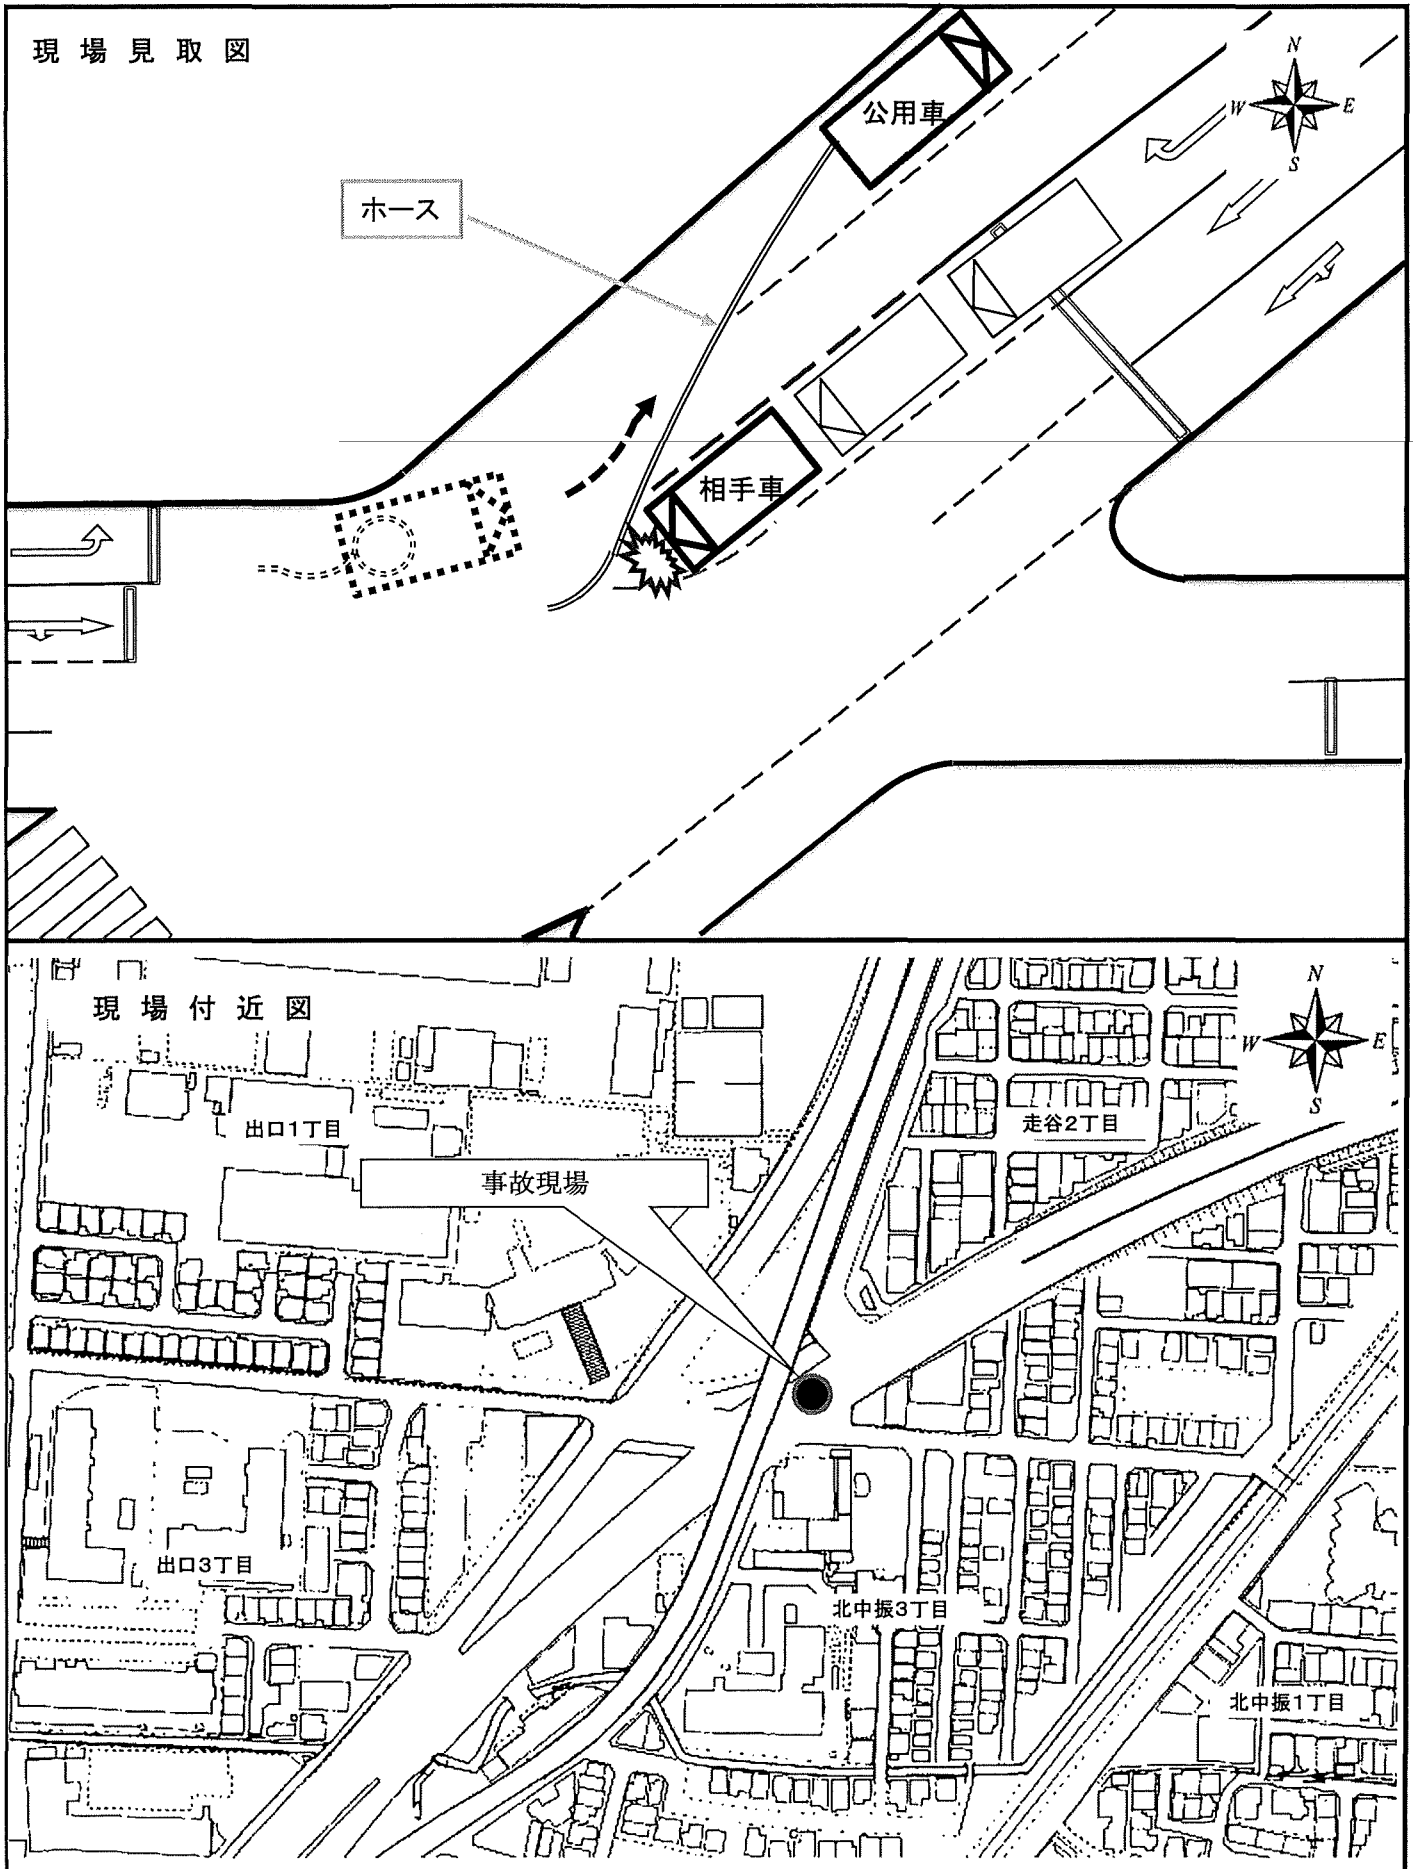 現場見取図
N
W
E
S
公用車
ホース
相手車
現場付近図
N
W
E
S
出口1丁目
走谷2丁目
事故現場
出口3丁目
北中振3丁目
北中振1丁目